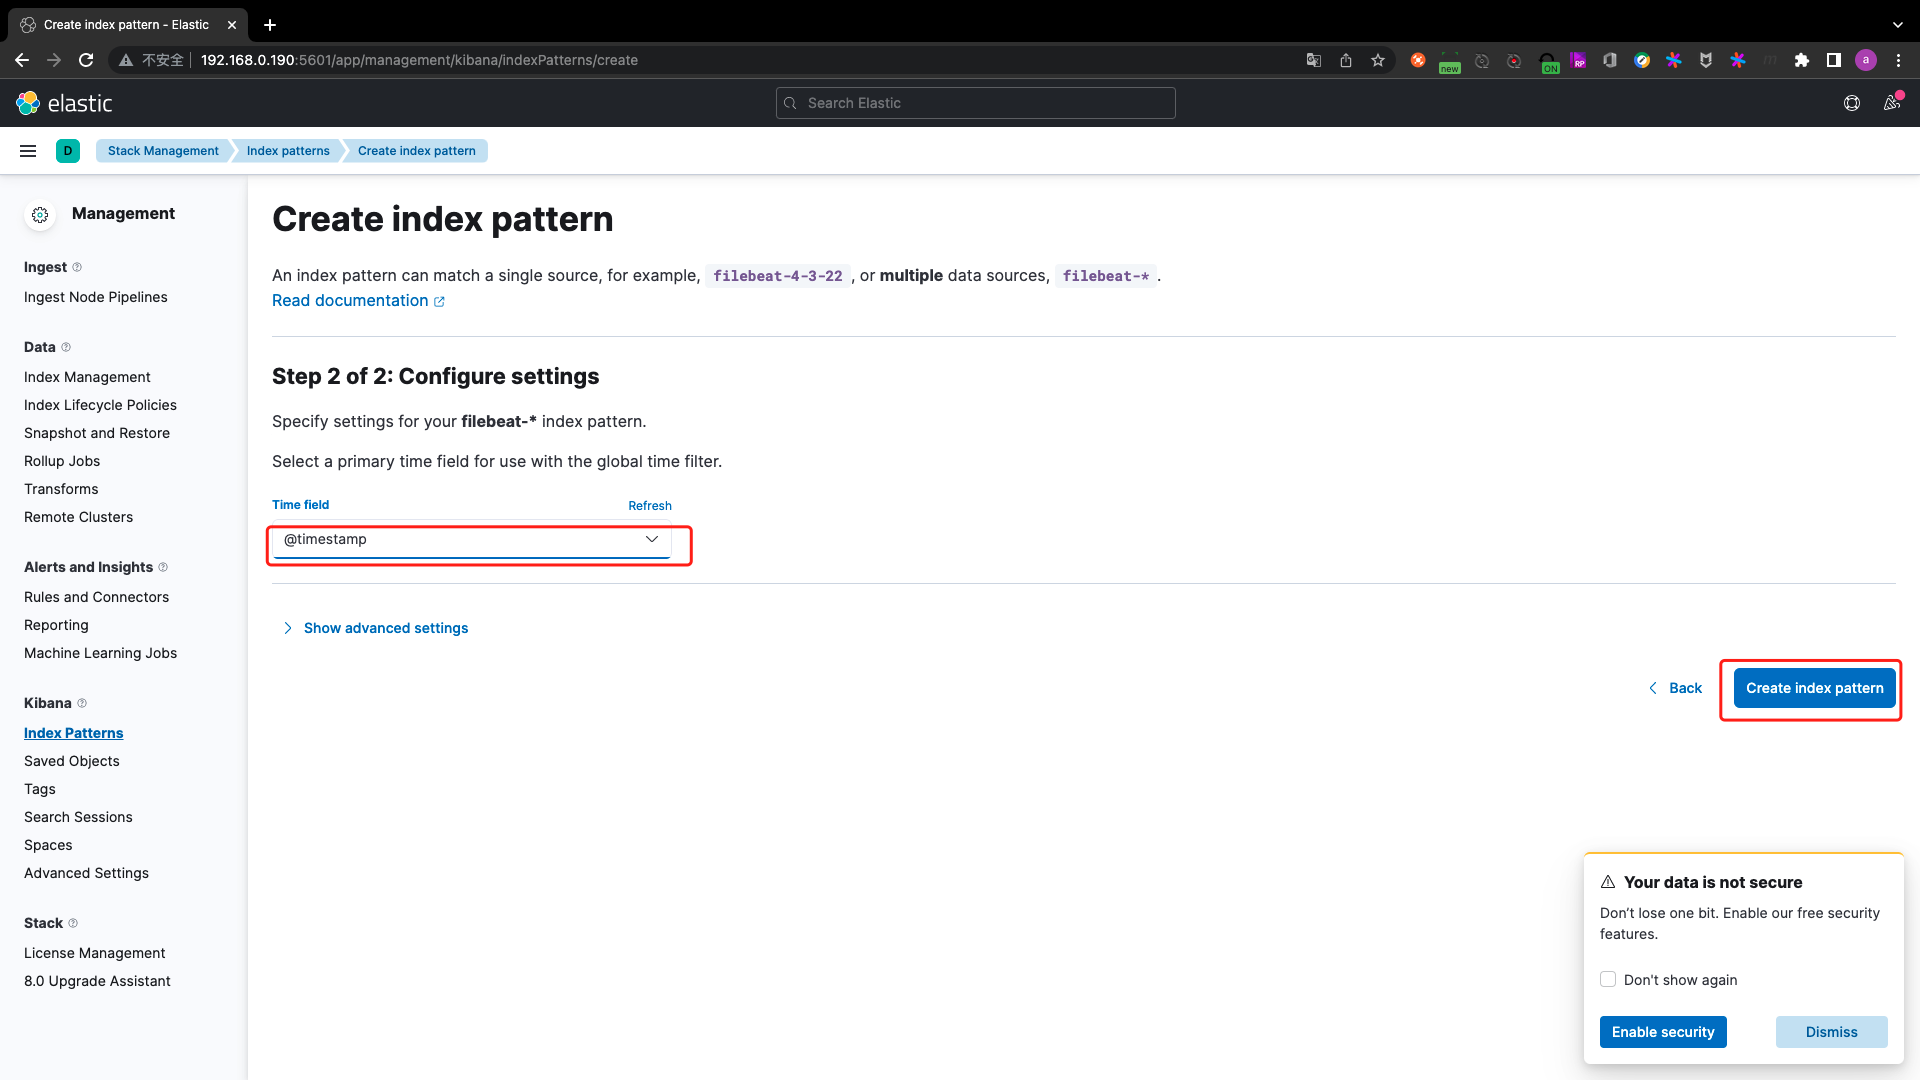 Create index pattern - Elastic
不安全 192.168.0.190:5601/app/management/kibana/indexPatterns/create
new
ON
RP
a
elastic
Search Elastic
D
Stack Management
Index patterns
Create index pattern
Management
Ingest
Ingest Node Pipelines
Data
Index Management
Index Lifecycle Policies
Snapshot and Restore
Rollup Jobs
Transforms
Remote Clusters
Alerts and Insights
Rules and Connectors
Reporting
Machine Learning Jobs
Kibana
Index Patterns
Saved Objects
Tags
Search Sessions
Spaces
Advanced Settings
Stack
License Management
8.0 Upgrade Assistant
Create index pattern
An index pattern can match a single source, for example, filebeat-4-3-22 , or multiple data sources, filebeat-* .
Read documentation
Step 2 of 2: Configure settings
Specify settings for your filebeat-* index pattern.
Select a primary time field for use with the global time filter.
Time field
Refresh
@timestamp
Show advanced settings
Back
Create index pattern
Your data is not secure
Don’t lose one bit. Enable our free security
features.
Don't show again
Enable security
Dismiss